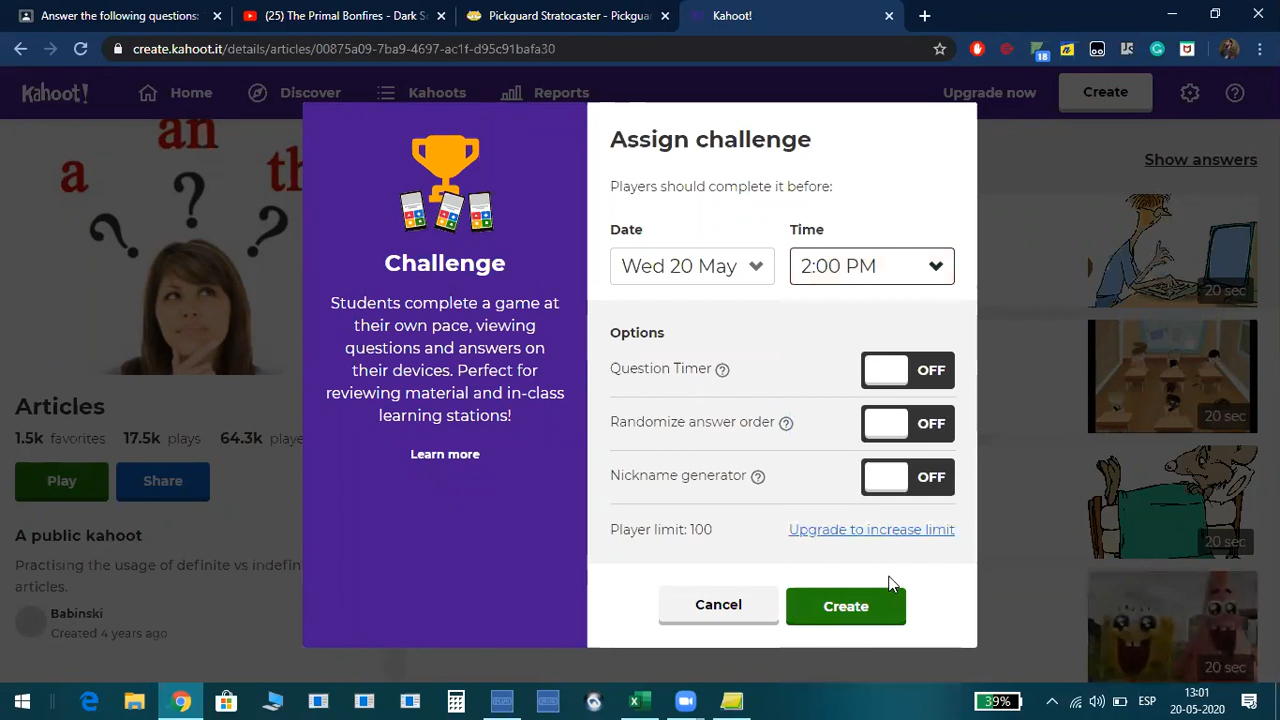 Answer the following questions:
(25) The Primal Bonfires - Dark S
Pickguard Stratocaster - Pickgua
Kahoot!
create.kahoot.it/details/articles/00875a09-7ba9-4697-ac1f-d95c91bafa30
18
Kahoot!
Home
Discover
Kahoots
Reports
Upgrade now
Create
an
a
?
th
?
?
Show answers
20 sec
20 sec
20 sec
20 sec
Articles
1.5k favorites
17.5k plays
64.3k playe
Play
Share
A public kahoot
Practising the usage of definite vs indefin
articles.
Babinski
Created 4 years ago
Challenge
Students complete a game at
their own pace, viewing
questions and answers on
their devices. Perfect for
reviewing material and in-class
learning stations!
Learn more
Assign challenge
Players should complete it before:
Date
Time
Wed 20 May
2:00 PM
Options
Question Timer ?
OFF
Randomize answer order ?
OFF
Nickname generator ?
OFF
Player limit: 100
Upgrade to increase limit
Cancel
Create
39%
ESP
13:01
20-05-2020